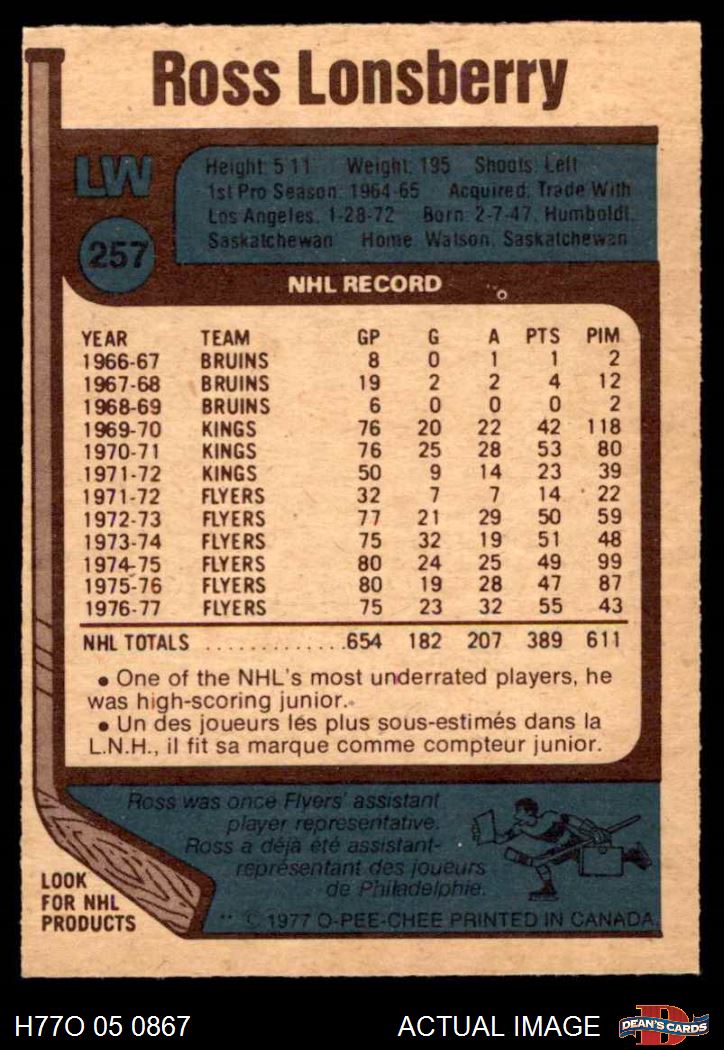 Ross Lonsberry
LW
257
Height: 5'11 Weight: 195 Shoots: Left
1st Pro Season: 1964-65 Acquired: Trade With
Los Angeles, 1-28-72 Born: 2-7-47, Humboldt,
Saskatchewan Home: Watson, Saskatchewan
NHL RECORD
YEAR TEAM GP G A PTS PIM
1966-67 BRUINS 8 0 1 1 2
1967-68 BRUINS 19 2 2 4 12
1968-69 BRUINS 6 0 0 0 2
1969-70 KINGS 76 20 22 42 118
1970-71 KINGS 76 25 28 53 80
1971-72 KINGS 50 9 14 23 39
1971-72 FLYERS 32 7 7 14 22
1972-73 FLYERS 77 21 29 50 59
1973-74 FLYERS 75 32 19 51 48
1974-75 FLYERS 80 24 25 49 99
1975-76 FLYERS 80 19 28 47 87
1976-77 FLYERS 75 23 32 55 43
NHL TOTALS . . . . . . . . . . . . . 654 182 207 389 611
• One of the NHL's most underrated players, he
was high-scoring junior.
• Un des joueurs les plus sous-estimés dans la
L.N.H., il fit sa marque comme compteur junior.
Ross was once Flyers' assistant
player representative.
Ross a déjà été assistant-
représentant des joueurs
de Philadelphie.
LOOK
FOR NHL
PRODUCTS
** © 1977 O-PEE-CHEE PRINTED IN CANADA
H77O 05 0867 ACTUAL IMAGE
D
DEAN'S CARDS